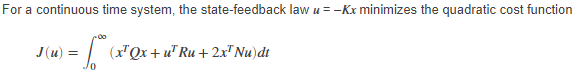 For a continuous time system, the state-feedback law u = −Kx minimizes the quadratic cost function
J(u) = ∫₀^∞ (xᵀQx + uᵀRu + 2xᵀNu)dt